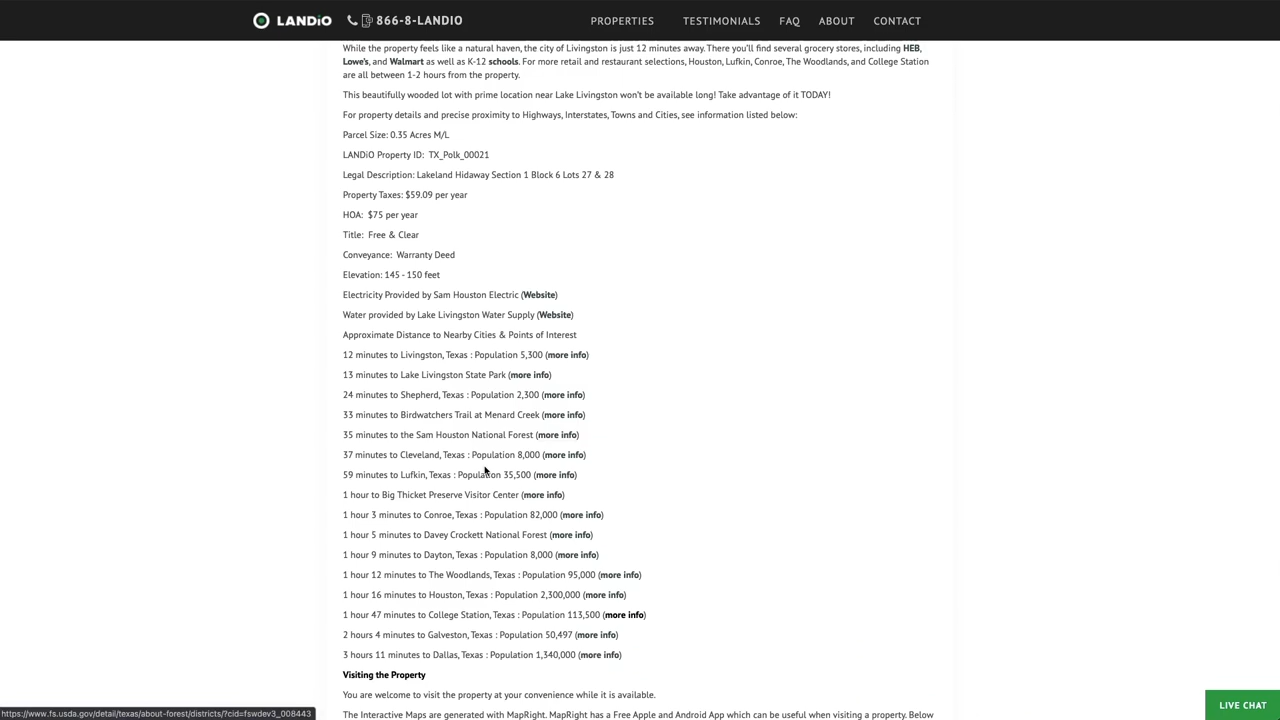 LANDiO 866-8-LANDIO PROPERTIES TESTIMONIALS FAQ ABOUT CONTACT
While the property feels like a natural haven, the city of Livingston is just 12 minutes away. There you’ll find several grocery stores, including HEB,
Lowe’s, and Walmart as well as K-12 schools. For more retail and restaurant selections, Houston, Lufkin, Conroe, The Woodlands, and College Station
are all between 1-2 hours from the property.
This beautifully wooded lot with prime location near Lake Livingston won’t be available long! Take advantage of it TODAY!
For property details and precise proximity to Highways, Interstates, Towns and Cities, see information listed below:
Parcel Size: 0.35 Acres M/L
LANDiO Property ID: TX_Polk_00021
Legal Description: Lakeland Hidaway Section 1 Block 6 Lots 27 & 28
Property Taxes: $59.09 per year
HOA: $75 per year
Title: Free & Clear
Conveyance: Warranty Deed
Elevation: 145 - 150 feet
Electricity Provided by Sam Houston Electric (Website)
Water provided by Lake Livingston Water Supply (Website)
Approximate Distance to Nearby Cities & Points of Interest
12 minutes to Livingston, Texas : Population 5,300 (more info)
13 minutes to Lake Livingston State Park (more info)
24 minutes to Shepherd, Texas : Population 2,300 (more info)
33 minutes to Birdwatchers Trail at Menard Creek (more info)
35 minutes to the Sam Houston National Forest (more info)
37 minutes to Cleveland, Texas : Population 8,000 (more info)
59 minutes to Lufkin, Texas : Population 35,500 (more info)
1 hour to Big Thicket Preserve Visitor Center (more info)
1 hour 3 minutes to Conroe, Texas : Population 82,000 (more info)
1 hour 5 minutes to Davey Crockett National Forest (more info)
1 hour 9 minutes to Dayton, Texas : Population 8,000 (more info)
1 hour 12 minutes to The Woodlands, Texas : Population 95,000 (more info)
1 hour 16 minutes to Houston, Texas : Population 2,300,000 (more info)
1 hour 47 minutes to College Station, Texas : Population 113,500 (more info)
2 hours 4 minutes to Galveston, Texas : Population 50,497 (more info)
3 hours 11 minutes to Dallas, Texas : Population 1,340,000 (more info)
Visiting the Property
You are welcome to visit the property at your convenience while it is available.
The Interactive Maps are generated with MapRight. MapRight has a Free Apple and Android App which can be useful when visiting a property. Below
https://www.fs.usda.gov/detail/texas/about-forest/districts/?cid=fswdev3_008443
LIVE CHAT